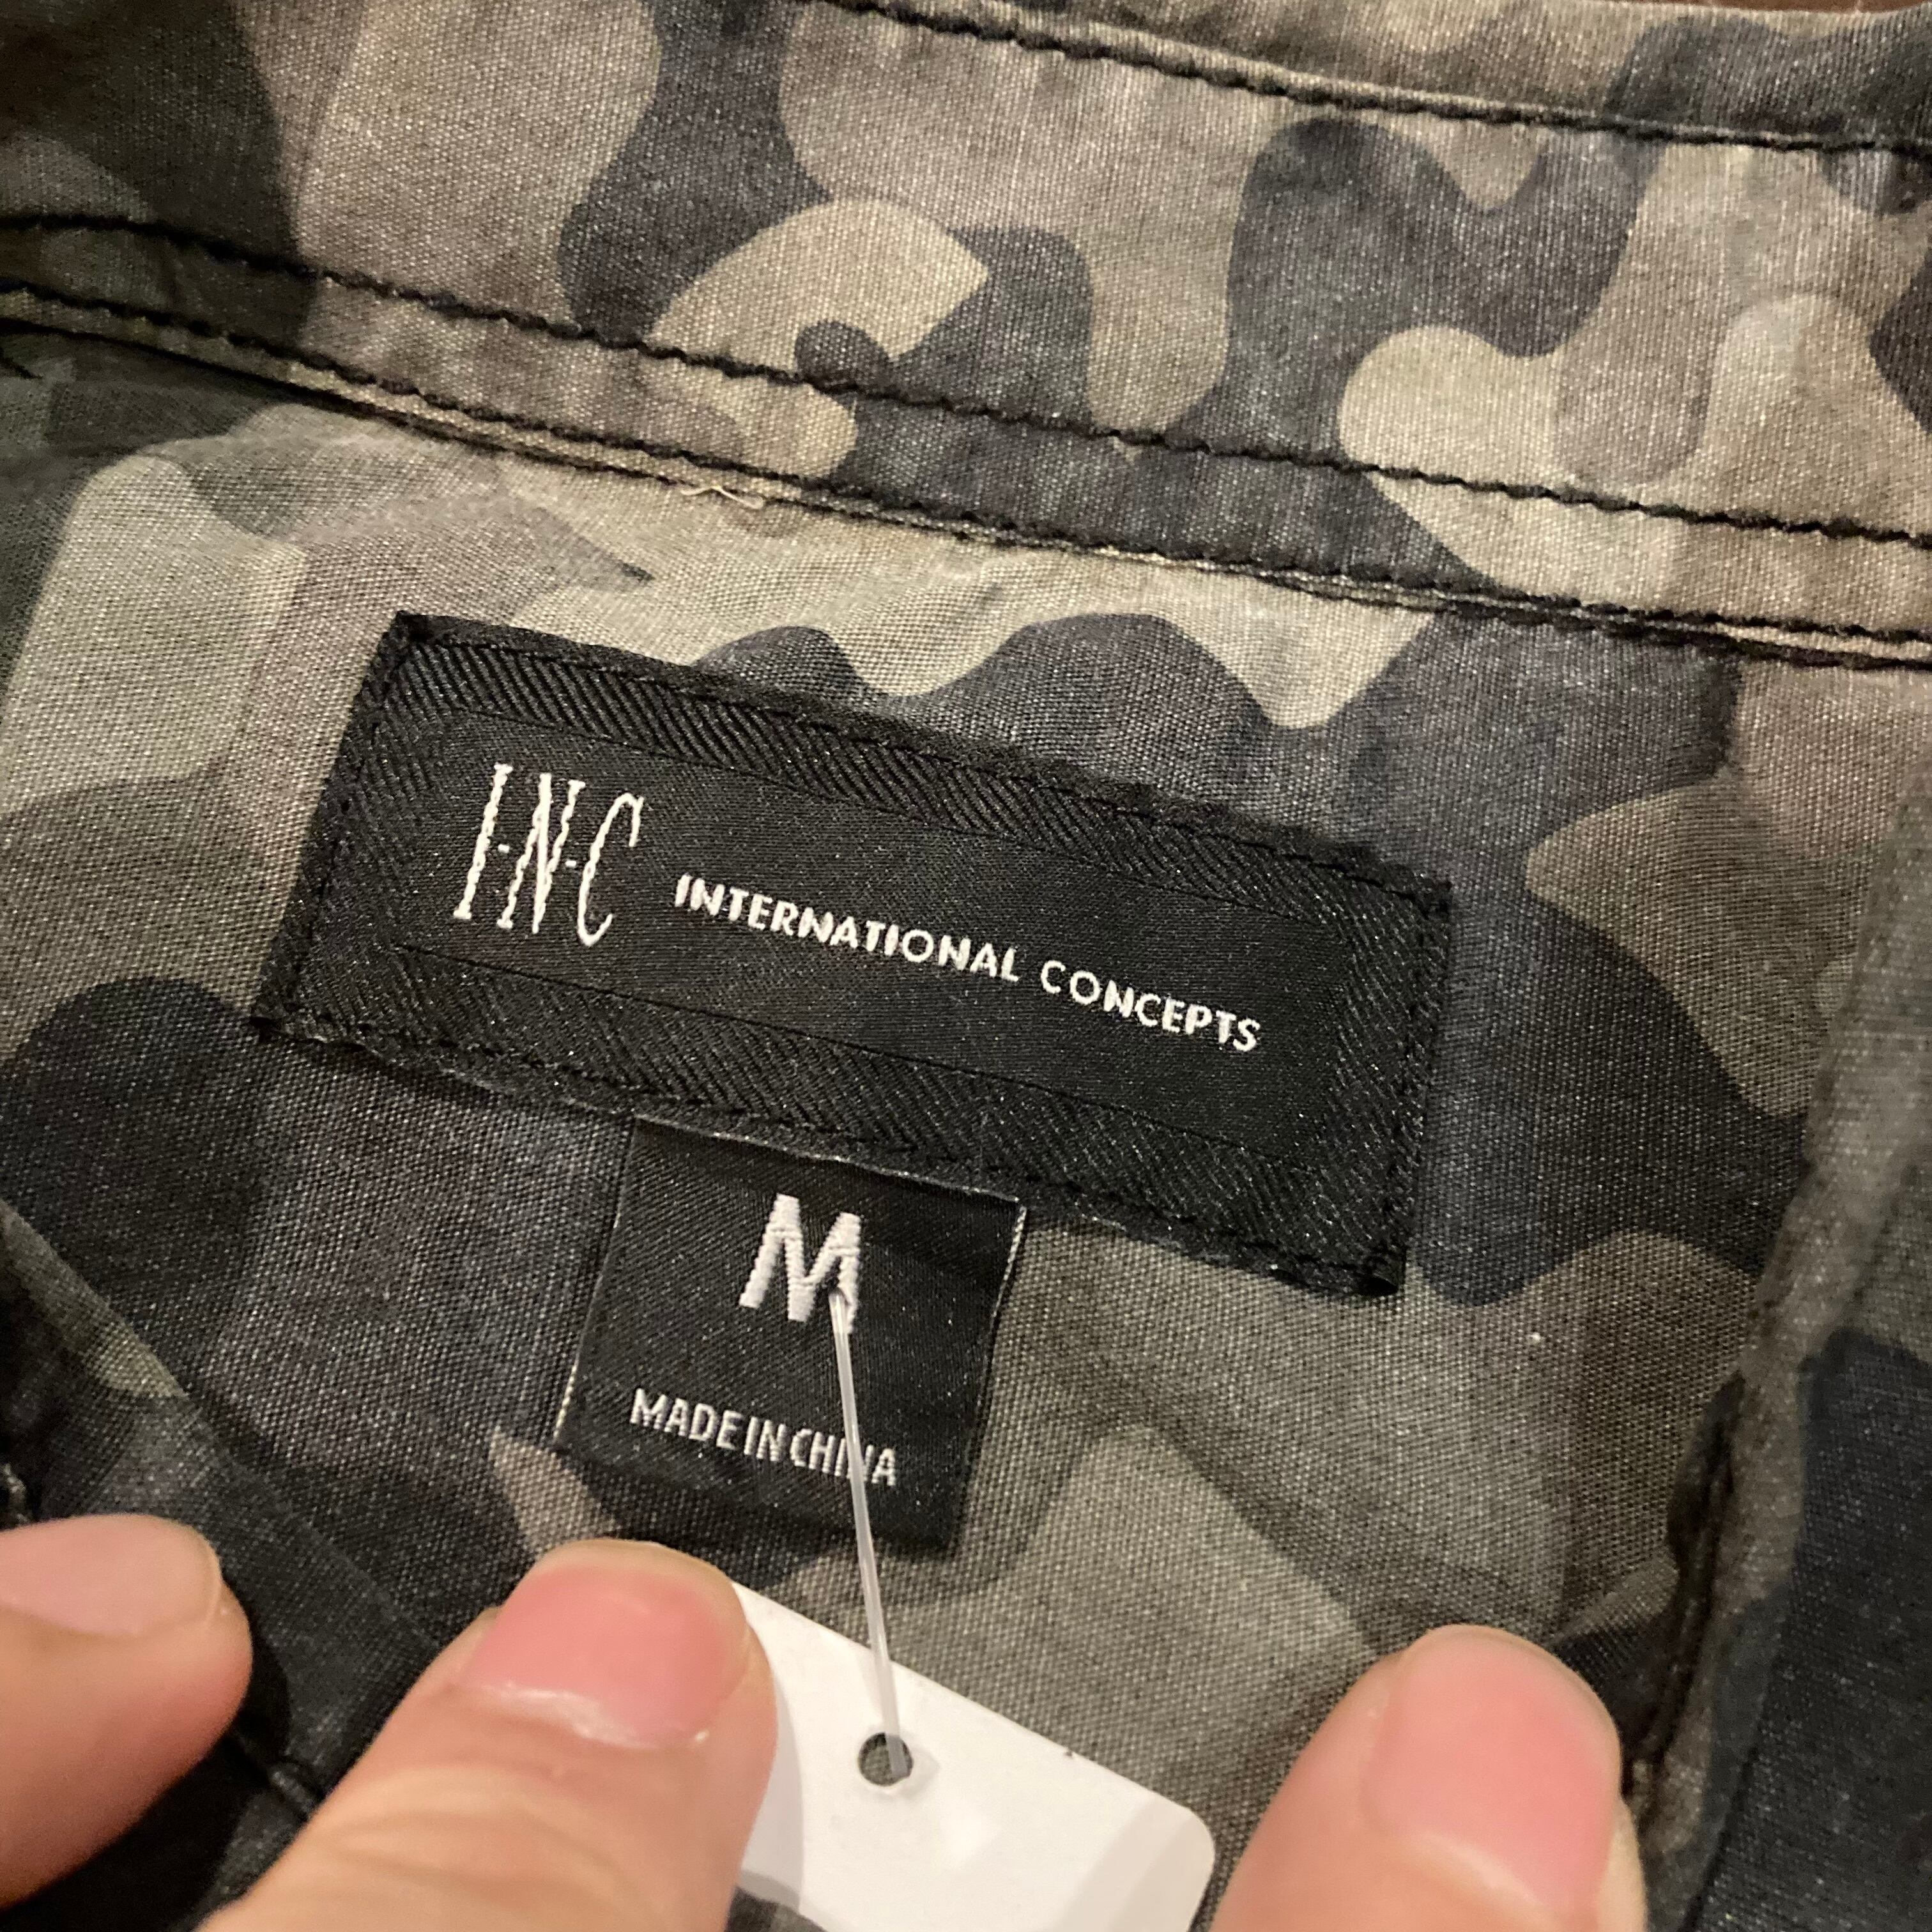 I·N·C INTERNATIONAL CONCEPTS
M
MADE IN CHINA